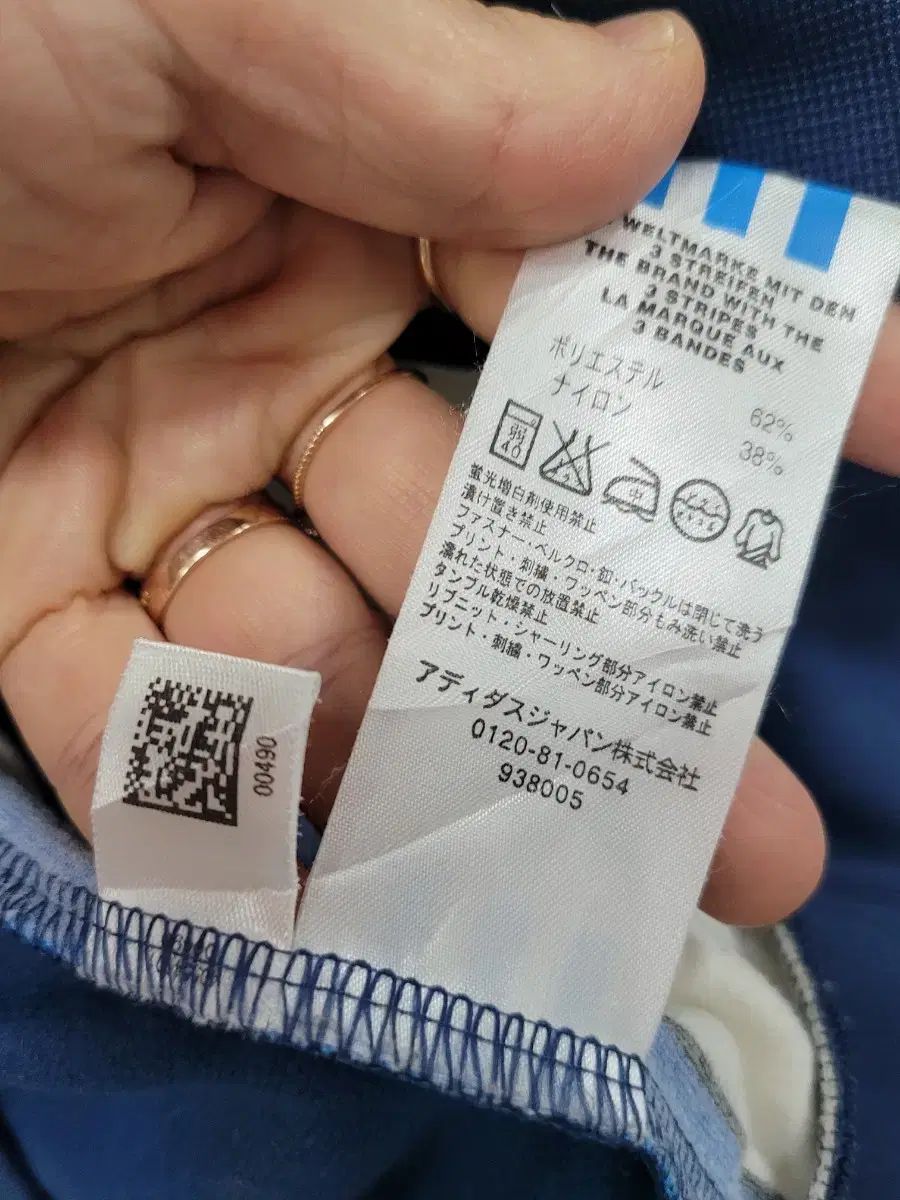 WELTMARKE MIT DEN
3 STREIFEN
THE BRAND WITH THE
3 STRIPES
LA MARQUE AUX
3 BANDES
ポリエステル 62%
ナイロン 38%
弱
40
中
蛍光増白剤使用禁止
漬け置き禁止
ファスナー・ベルクロ・釦・バックルは閉じて洗う
プリント・刺繍・ワッペン部分もみ洗い禁止
濡れた状態での放置禁止
タンブル乾燥禁止
リブニット・シャーリング部分アイロン禁止
プリント・刺繍・ワッペン部分アイロン禁止
アディダスジャパン株式会社
0120-81-0654
938005
00490